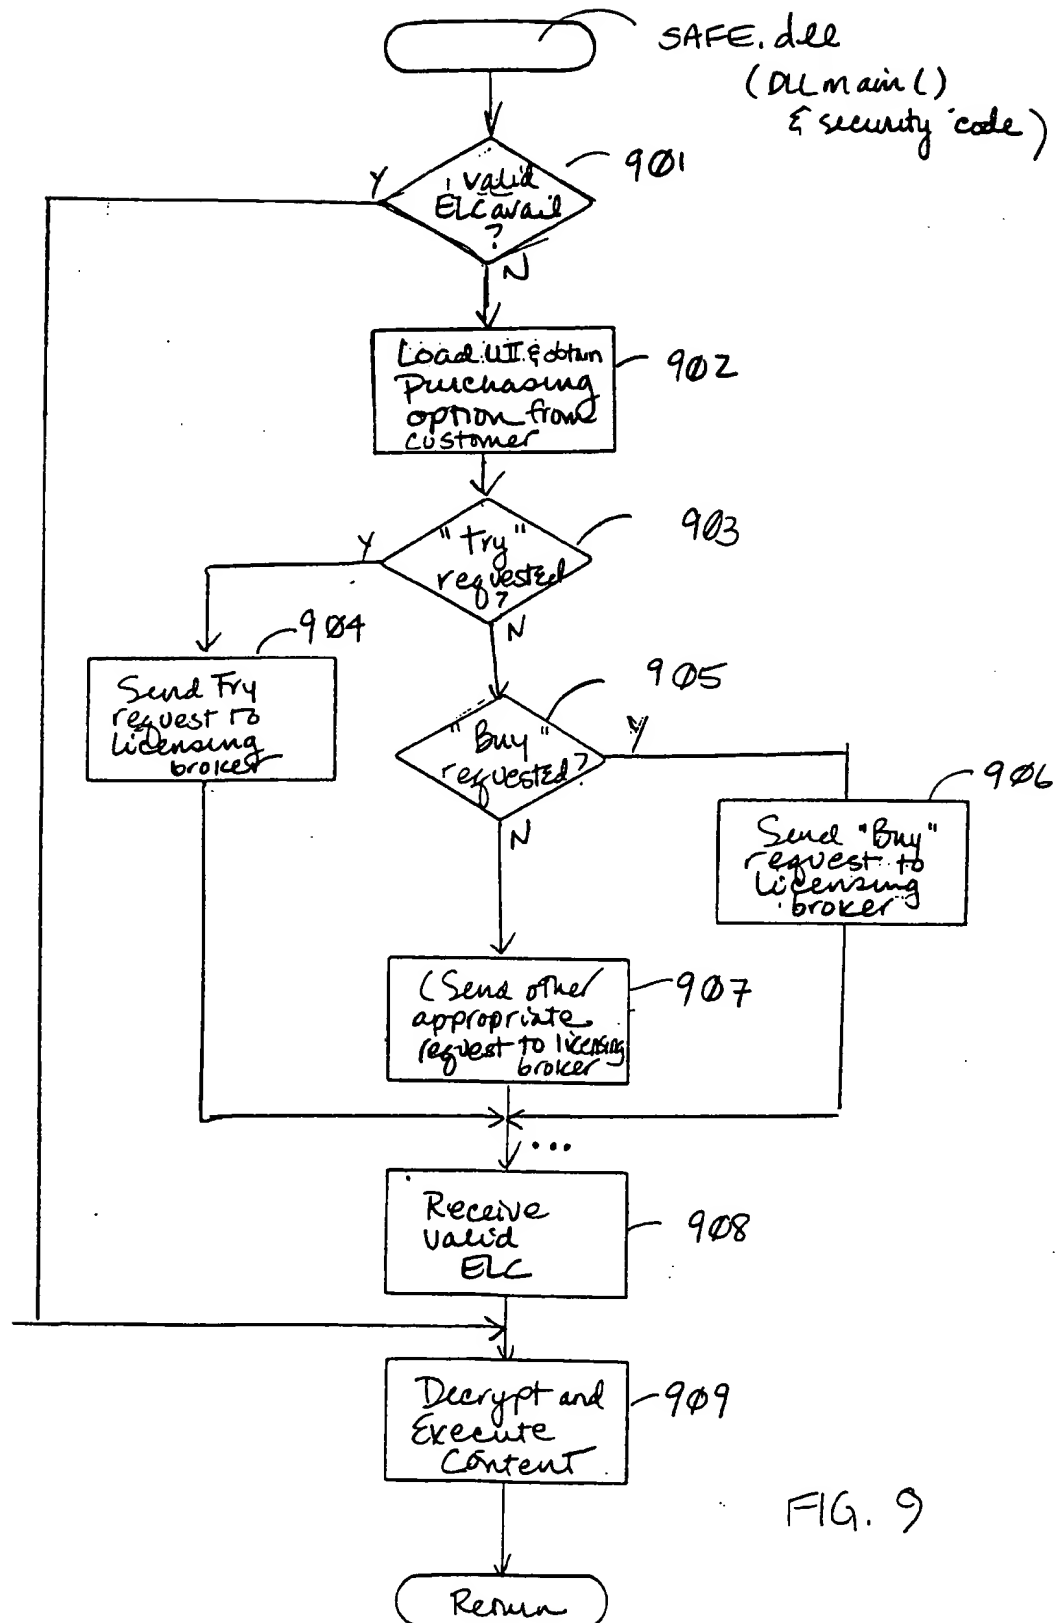 SAFE.dll
(DLLmain()
& security code)
901
Y
valid
ELC avail
?
N
Load UI & obtain
purchasing
option from
customer
902
"Try"
requested
?
903
Y
N
904
Send Try
request to
licensing
broker
905
"Buy"
requested?
Y
N
906
Send "Buy"
request to
licensing
broker
(Send other
appropriate
request to licensing
broker
907
...
Receive
valid
ELC
908
Decrypt and
Execute
Content
909
FIG. 9
Return